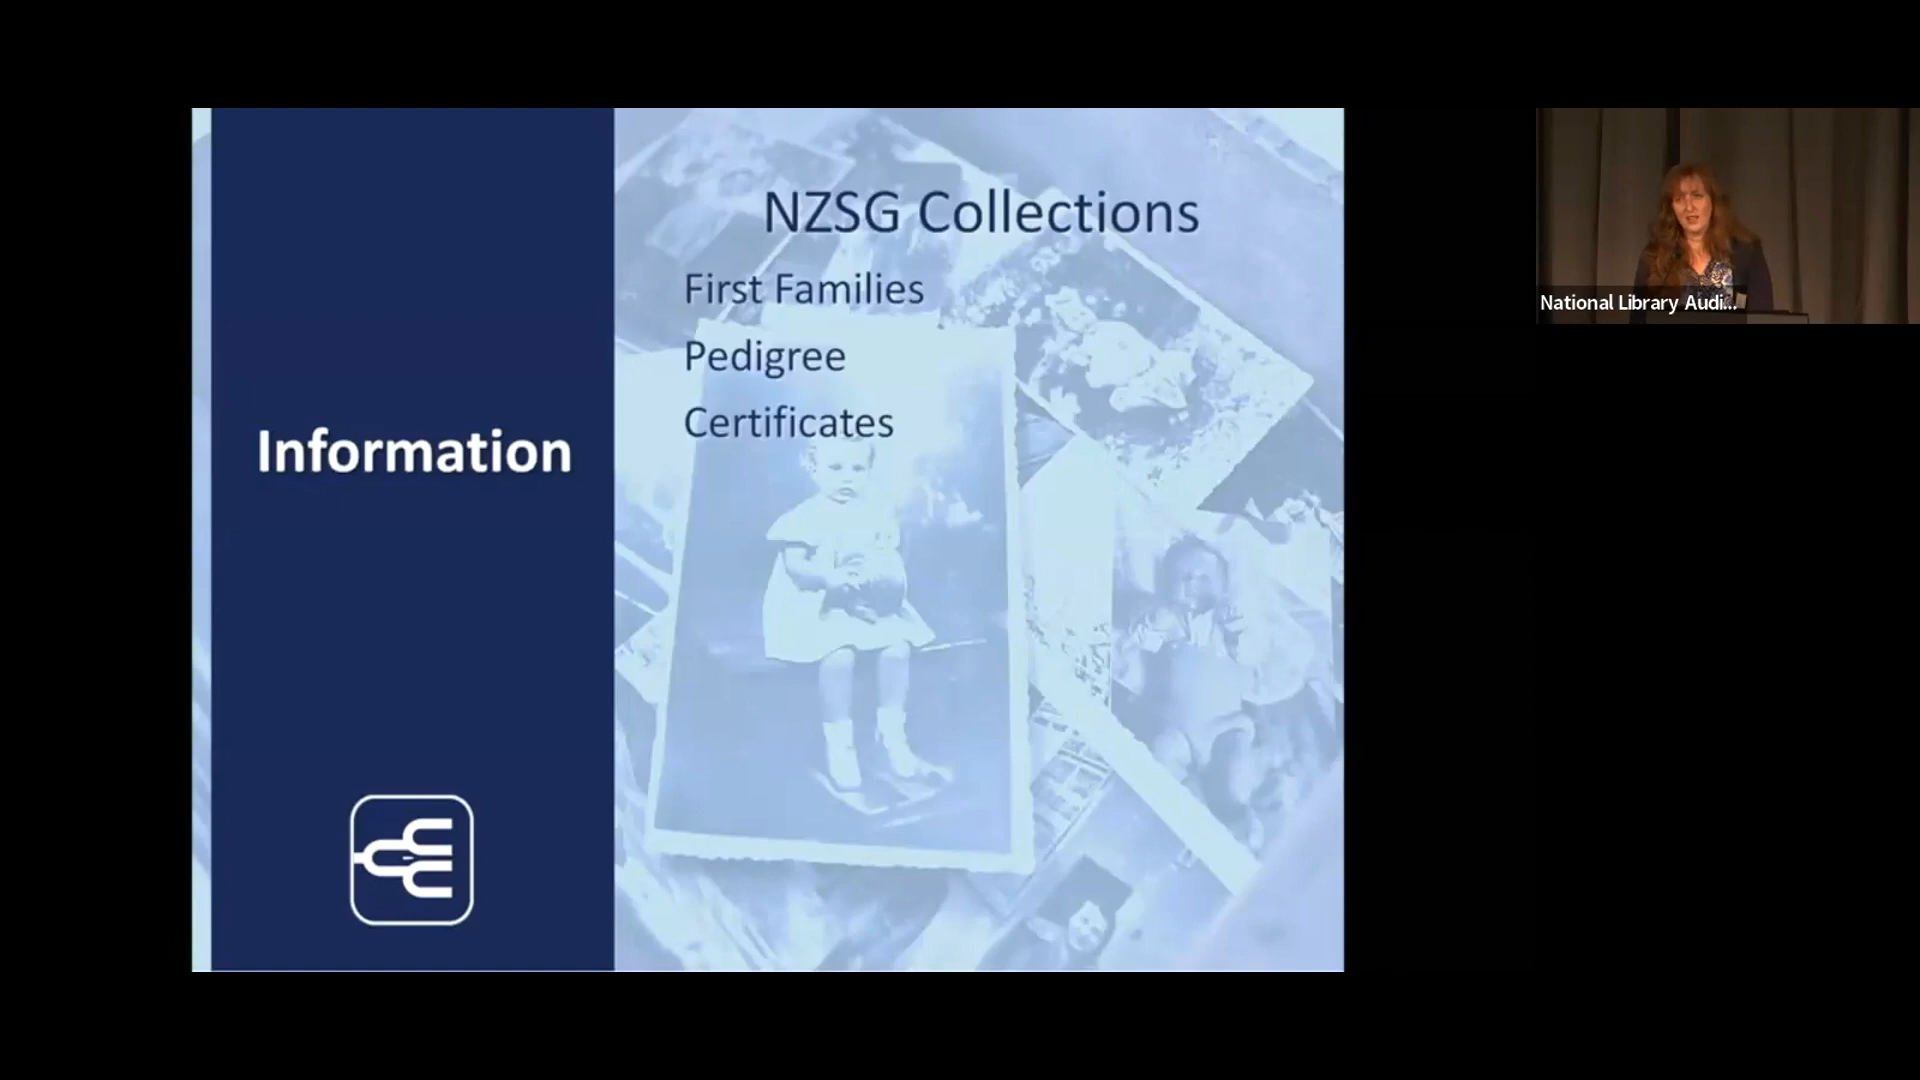 Information
NZSG Collections
First Families
Pedigree
Certificates
National Library Audi...